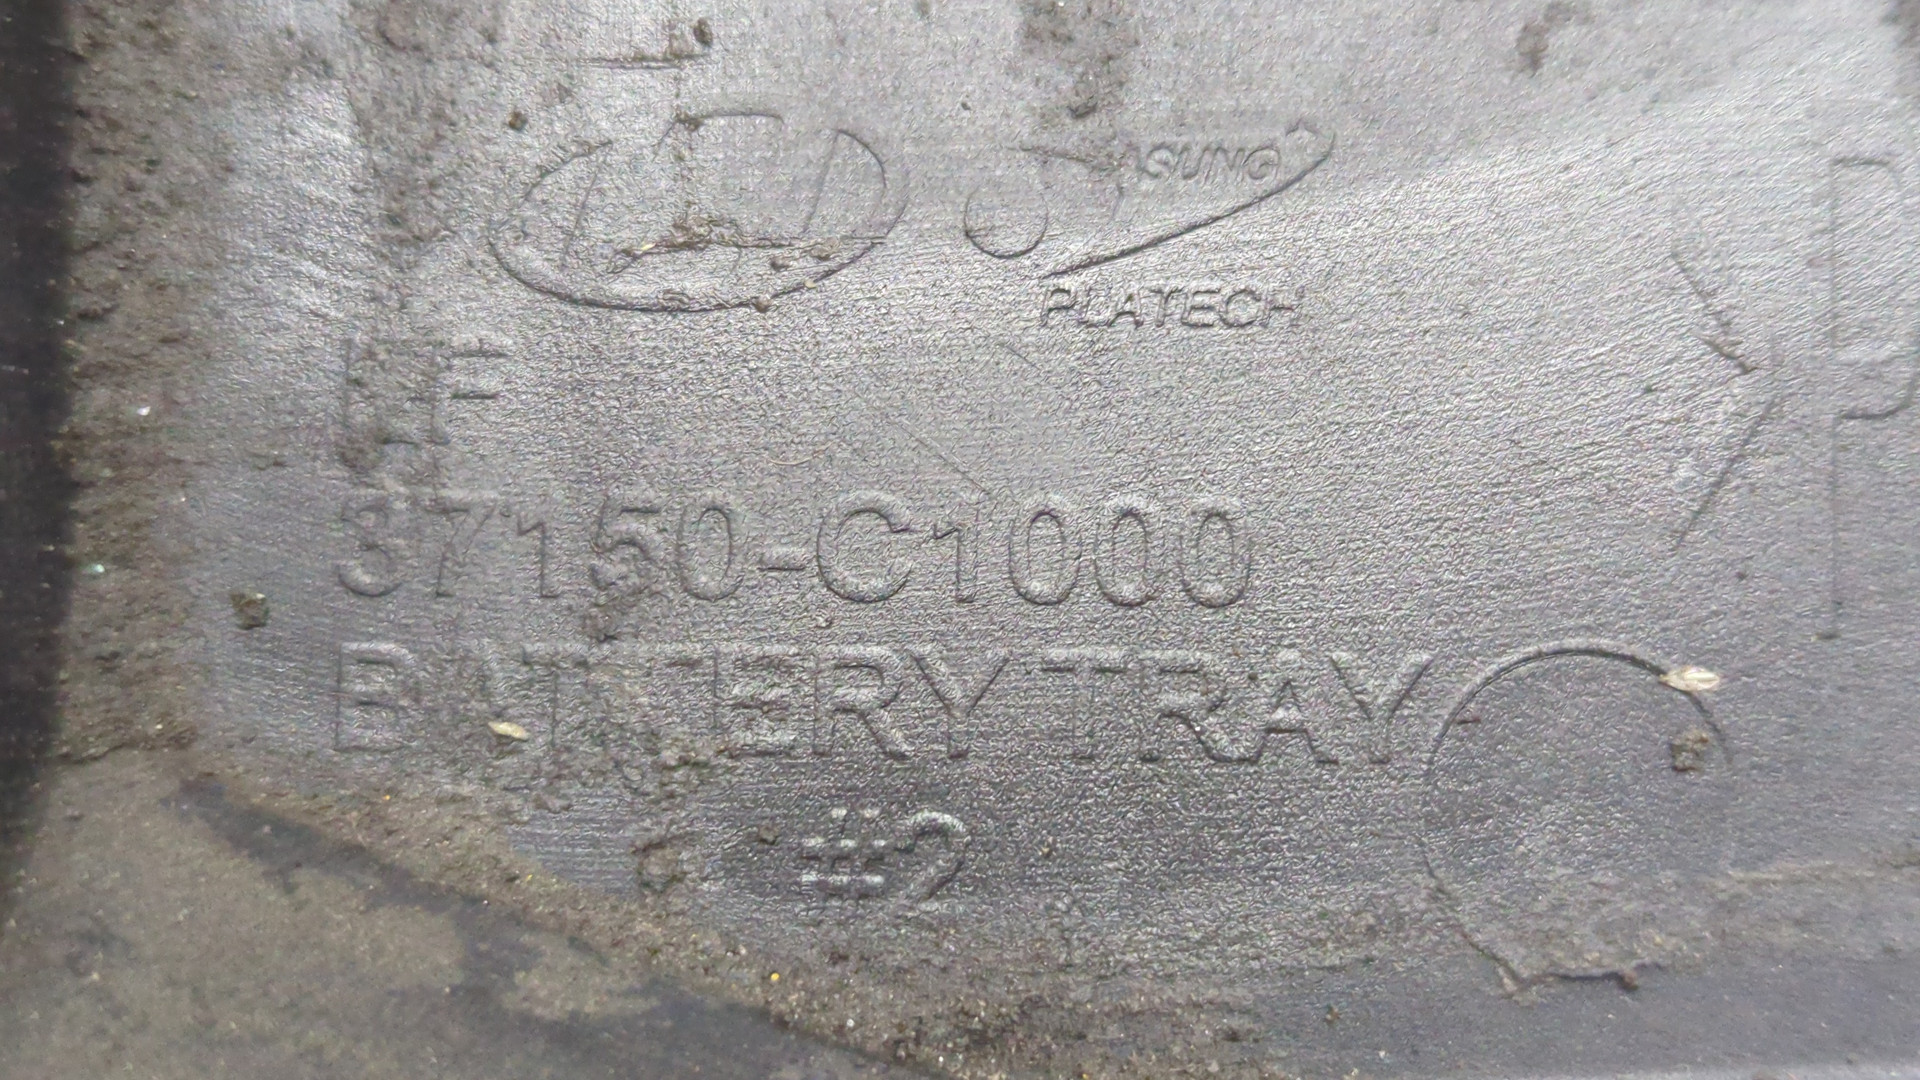 SUNG
PLATECH
LF
37150-C1000
BATTERY TRAY
#2
>P